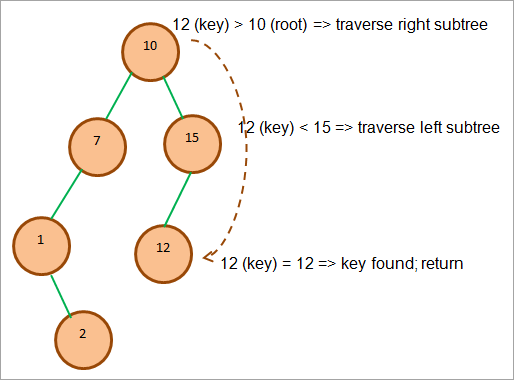 12 (key) > 10 (root) => traverse right subtree
10
12 (key) < 15 => traverse left subtree
7
15
1
12
12 (key) = 12 => key found; return
2